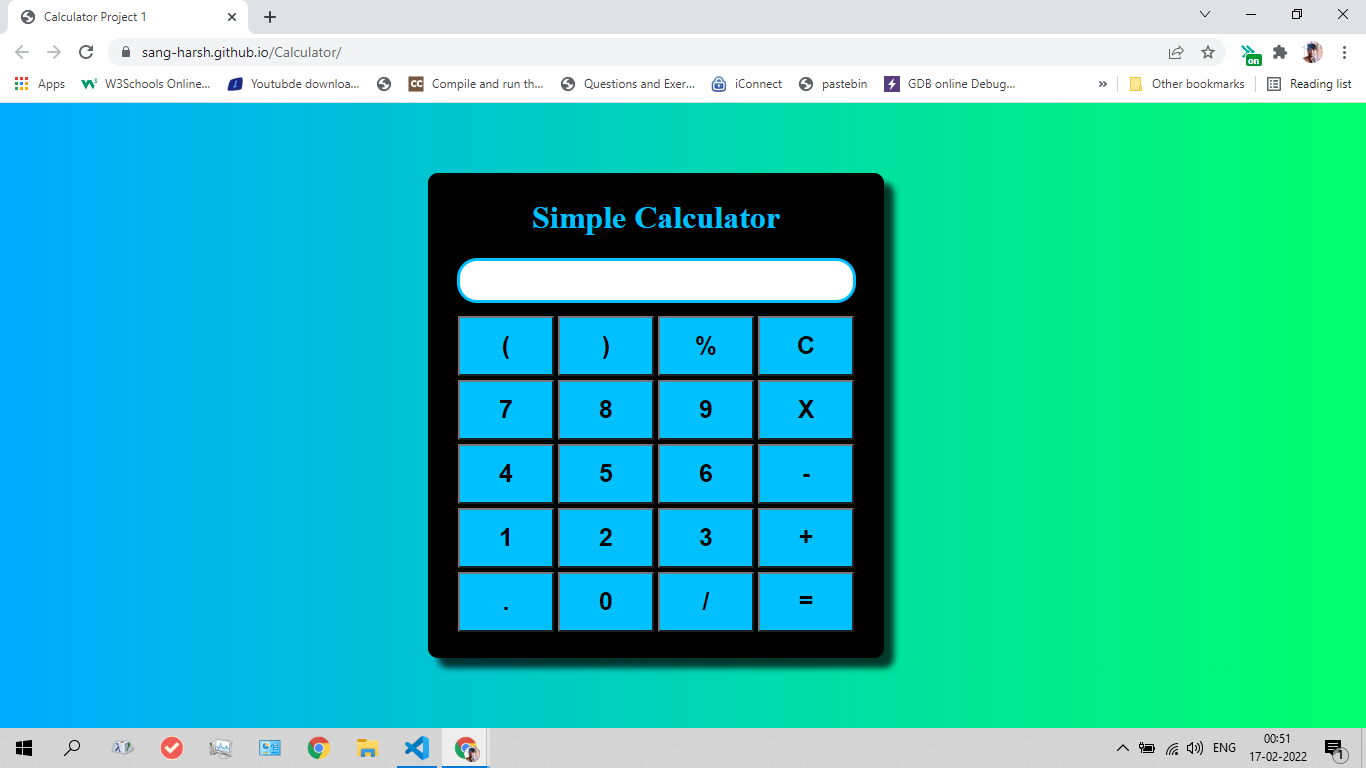 Calculator Project 1
sang-harsh.github.io/Calculator/
on
Apps W3Schools Online... Youtubde downloa... CC Compile and run th... Questions and Exer... iConnect pastebin GDB online Debug... » Other bookmarks Reading list
Simple Calculator
( ) % C
7 8 9 X
4 5 6 -
1 2 3 +
. 0 / =
ENG
00:51
17-02-2022
1